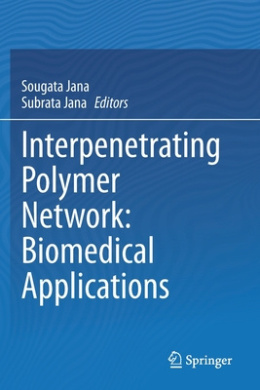 Sougata Jana
Subrata Jana Editors
Interpenetrating
Polymer
Network:
Biomedical
Applications
Springer